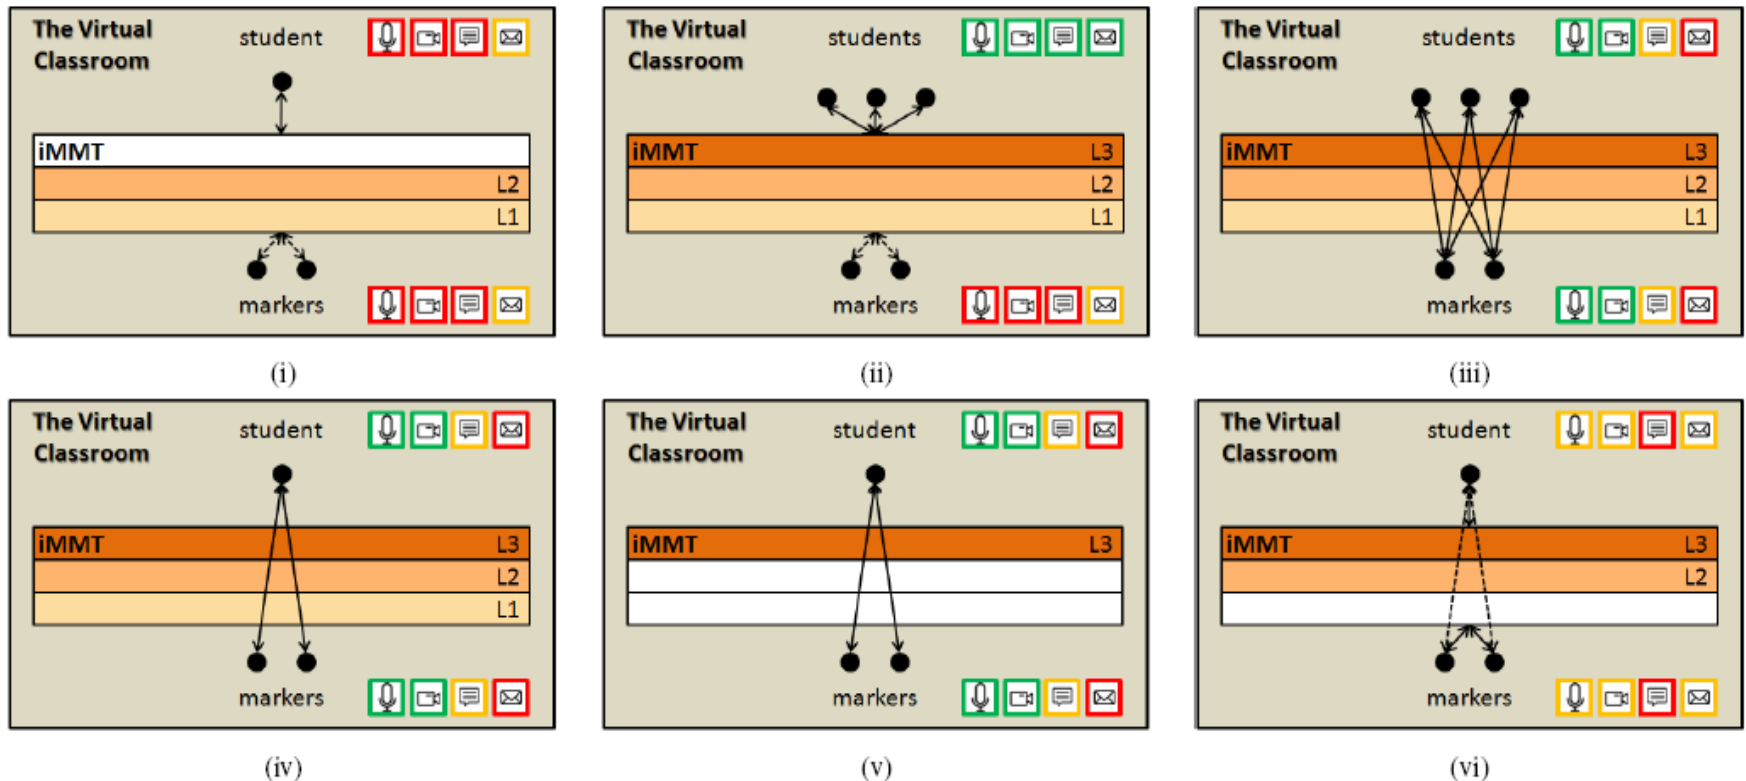 The Virtual Classroom student
iMMT
L2
L1
markers
(i)
The Virtual Classroom students
iMMT L3
L2
L1
markers
(ii)
The Virtual Classroom students
iMMT L3
L2
L1
markers
(iii)
The Virtual Classroom student
iMMT L3
L2
L1
markers
(iv)
The Virtual Classroom student
iMMT L3
markers
(v)
The Virtual Classroom student
iMMT L3
L2
markers
(vi)